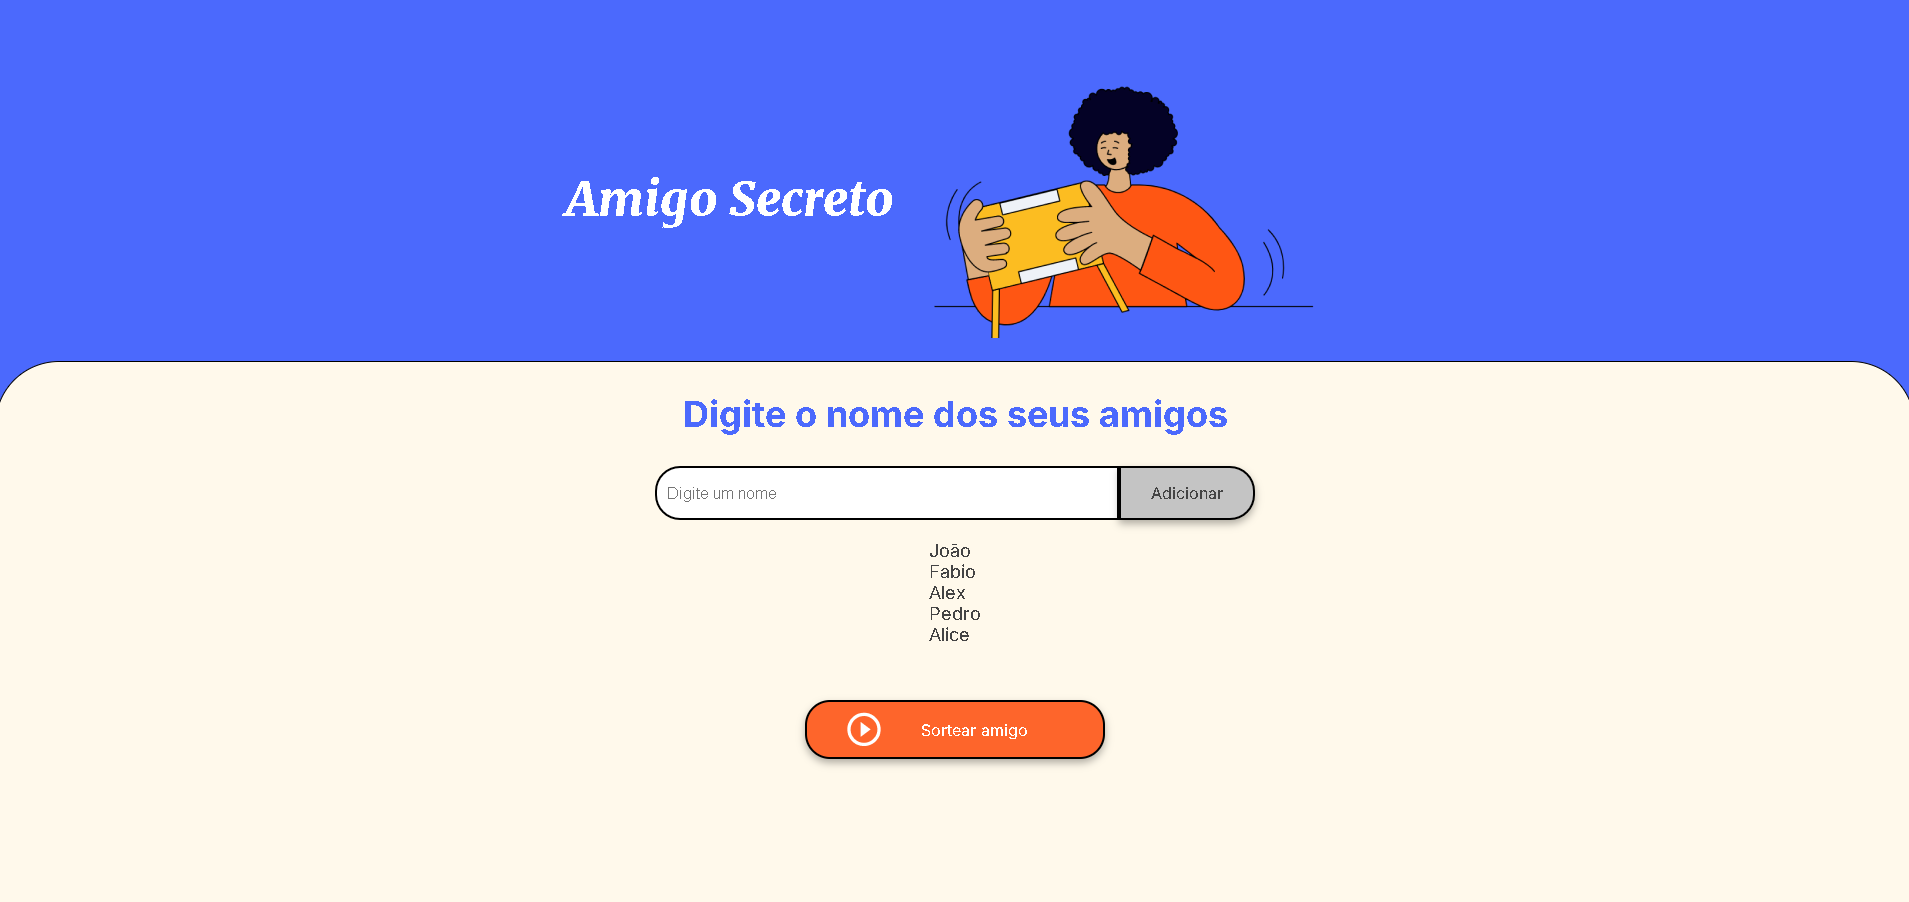 Amigo Secreto
Digite o nome dos seus amigos
Digite um nome
Adicionar
João
Fabio
Alex
Pedro
Alice
Sortear amigo